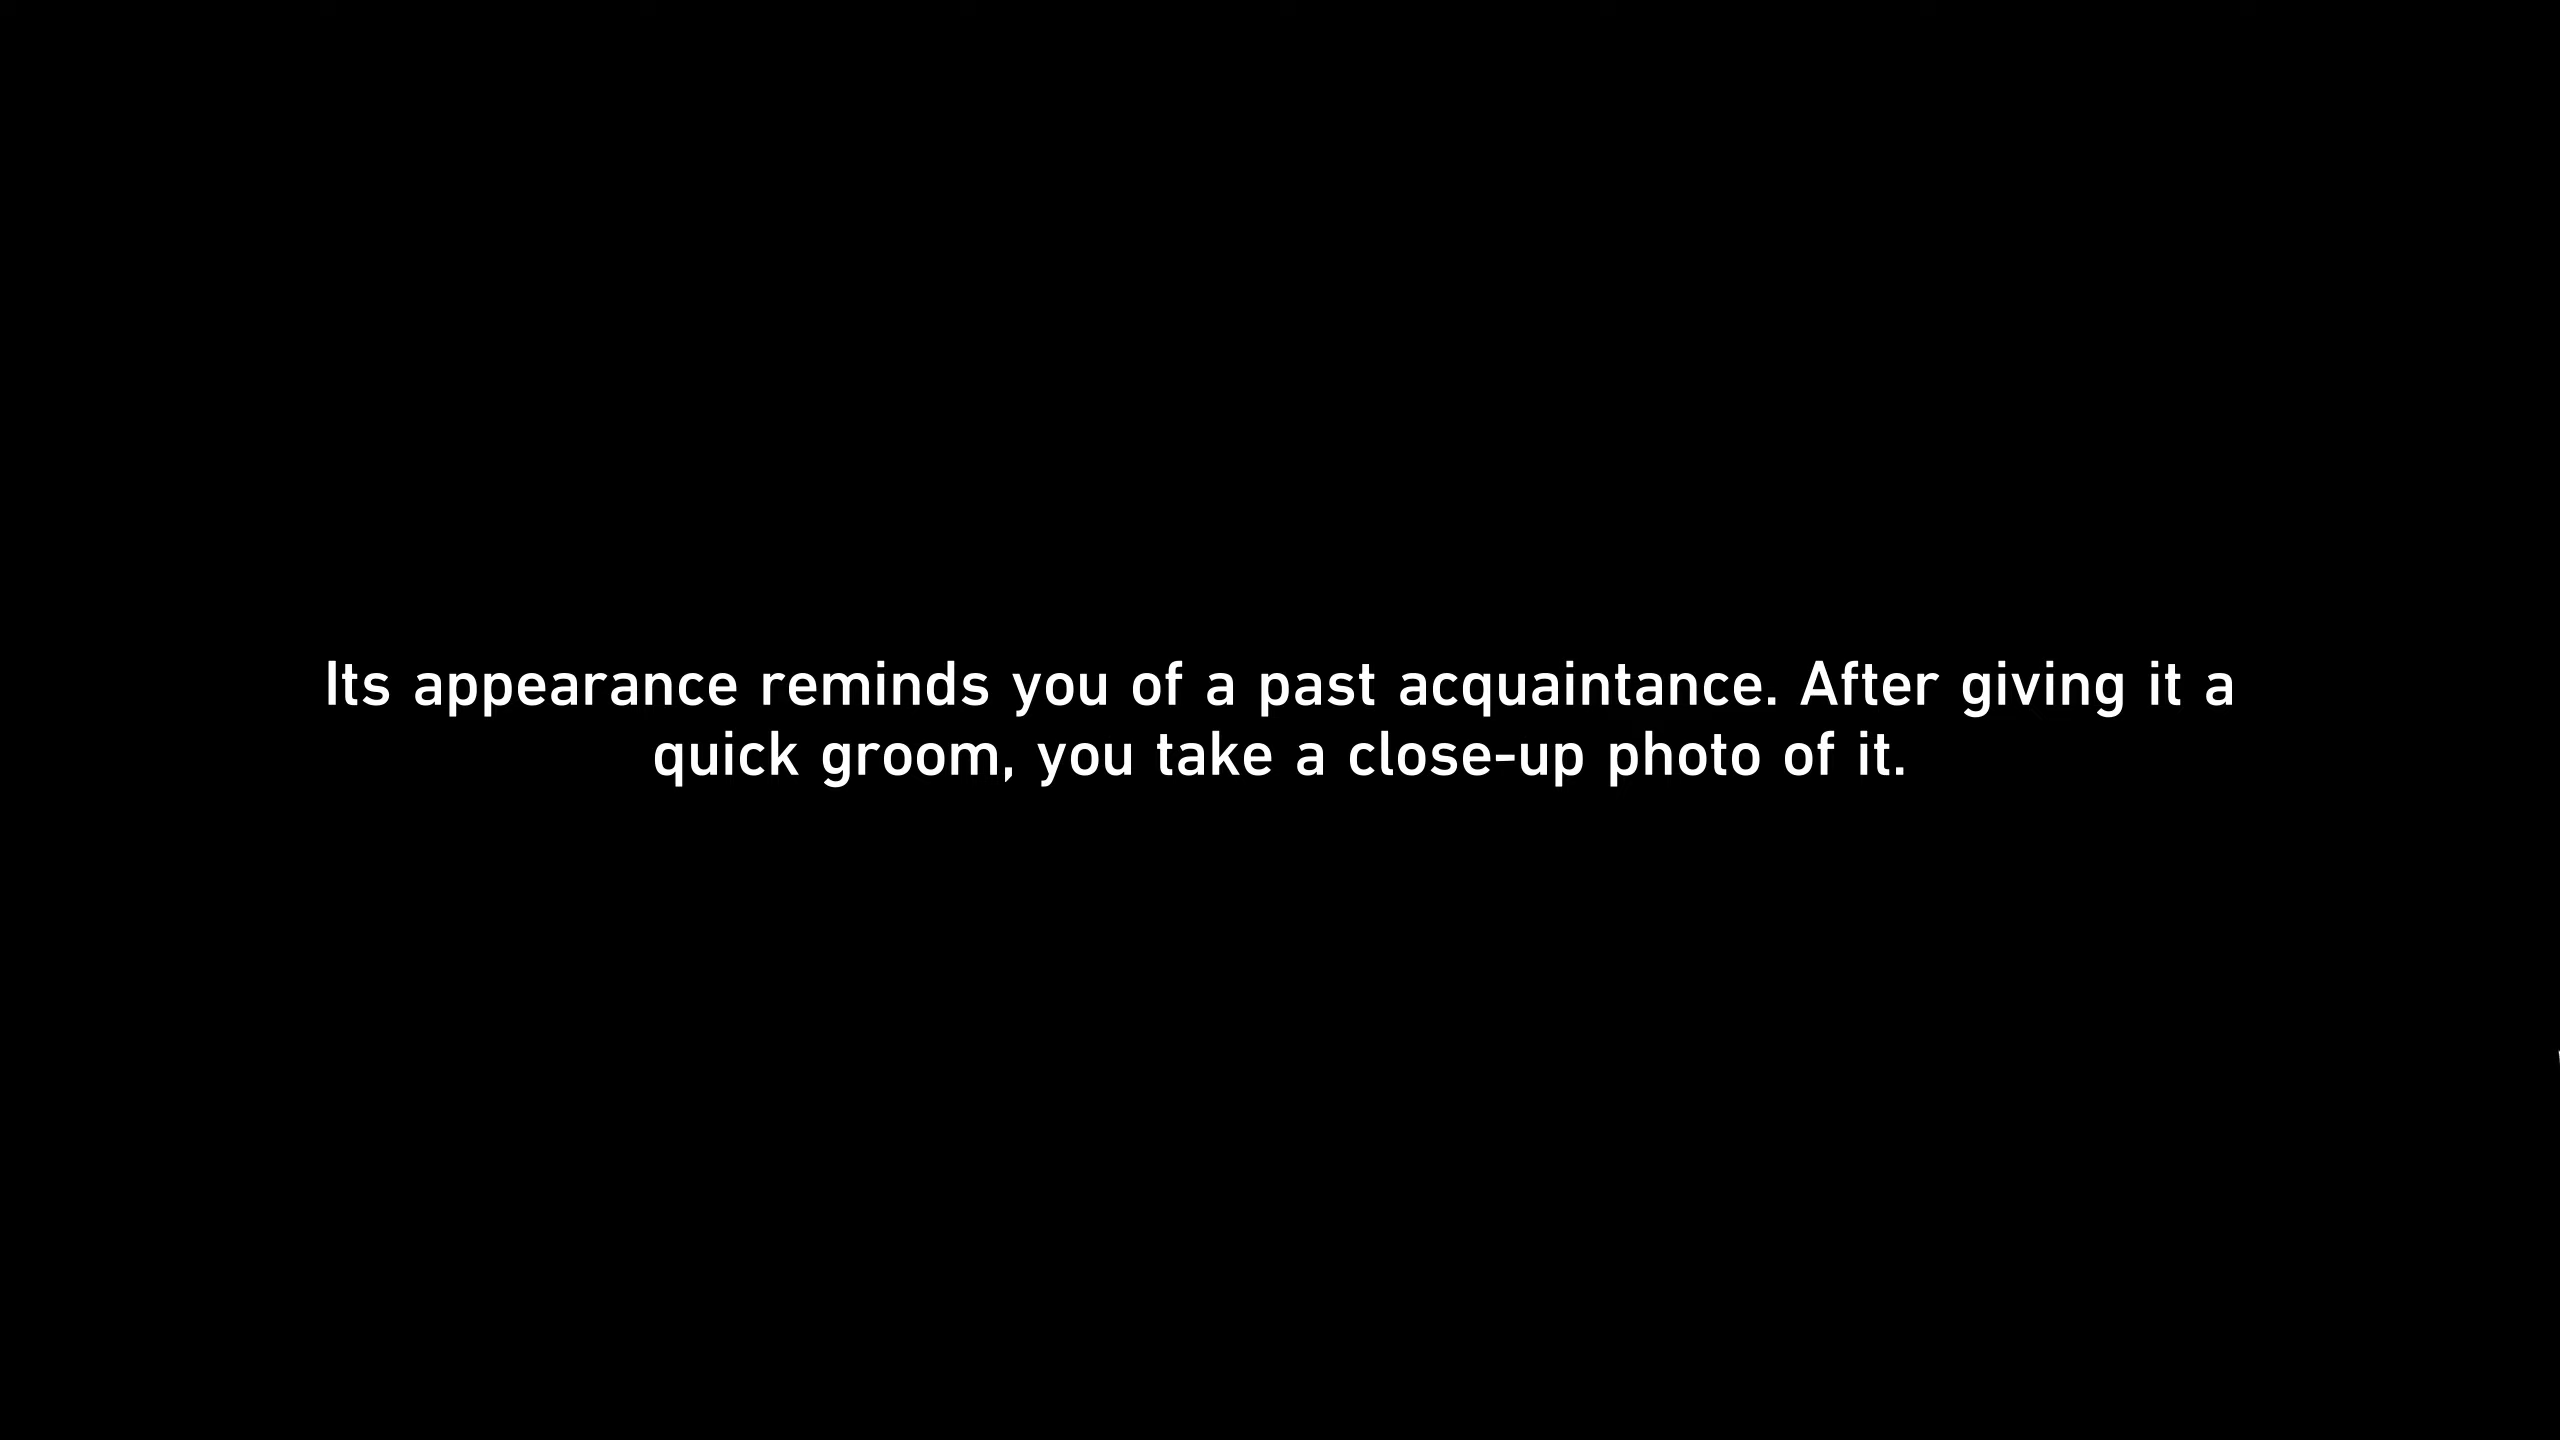 Its appearance reminds you of a past acquaintance. After giving it a
quick groom, you take a close-up photo of it.